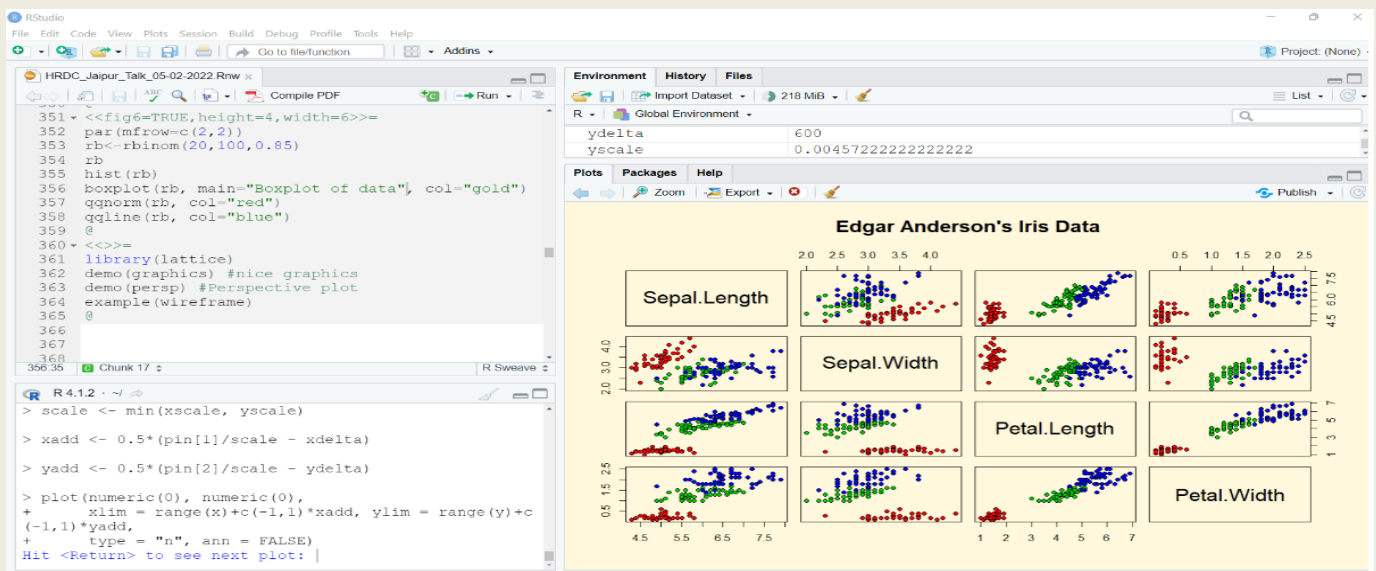 RStudio
File Edit Code View Plots Session Build Debug Profile Tools Help
Go to file/function Addins
Project: (None)
HRDC_Jaipur_Talk_05-02-2022.Rnw
Compile PDF Run
351 <<fig6=TRUE,height=4,width=6>>=
352 par(mfrow=c(2,2))
353 rb<-rbinom(20,100,0.85)
354 rb
355 hist(rb)
356 boxplot(rb, main="Boxplot of data", col="gold")
357 qqnorm(rb, col="red")
358 qqline(rb, col="blue")
359 @
360 <<>>=
361 library(lattice)
362 demo(graphics) #nice graphics
363 demo(persp) #Perspective plot
364 example(wireframe)
365 @
366
367
368
356:35 Chunk 17 R Sweave
R 4.1.2 · ~/
> scale <- min(xscale, yscale)
> xadd <- 0.5*(pin[1]/scale - xdelta)
> yadd <- 0.5*(pin[2]/scale - ydelta)
> plot(numeric(0), numeric(0),
+ xlim = range(x)+c(-1,1)*xadd, ylim = range(y)+c
(-1,1)*yadd,
+ type = "n", ann = FALSE)
Hit <Return> to see next plot:
Environment History Files
Import Dataset 218 MiB List
R Global Environment
ydelta 600
yscale 0.00457222222222222
Plots Packages Help
Zoom Export Publish
Edgar Anderson's Iris Data
2.0 2.5 3.0 3.5 4.0 0.5 1.0 1.5 2.0 2.5
Sepal.Length
4.5 6.0 7.5
Sepal.Width
2.0 3.0 4.0
Petal.Length
1 3 5 7
Petal.Width
0.5 1.5 2.5
4.5 5.5 6.5 7.5 1 2 3 4 5 6 7